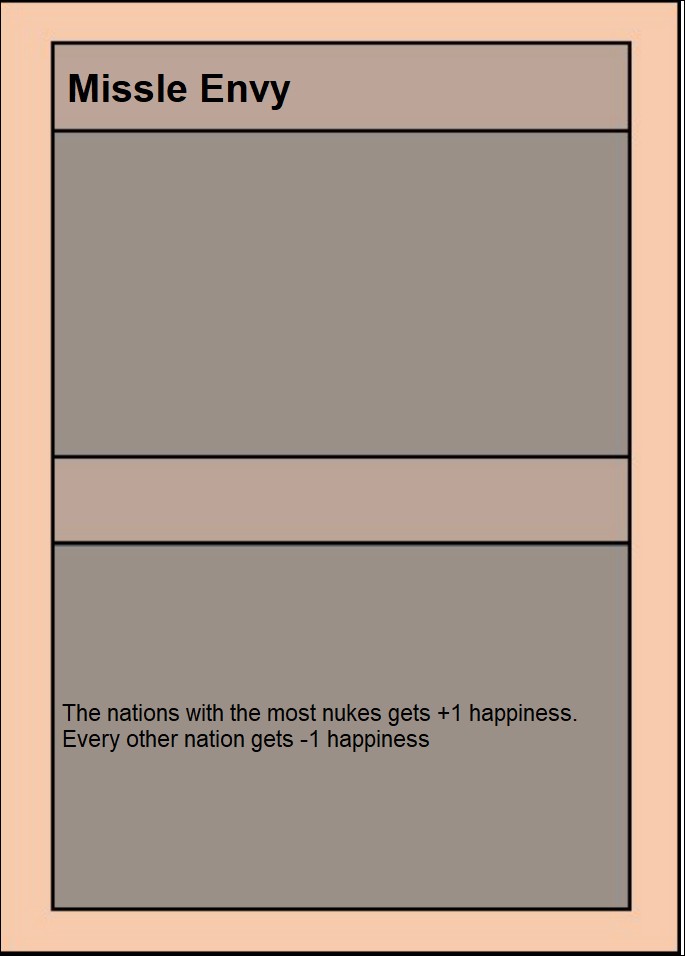 Missle Envy
The nations with the most nukes gets +1 happiness.
Every other nation gets -1 happiness